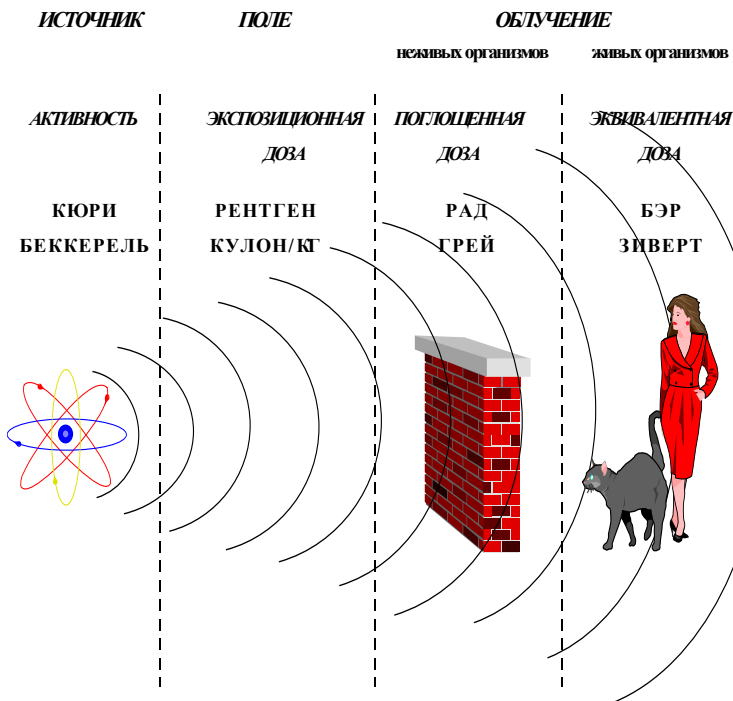 ИСТОЧНИК ПОЛЕ ОБЛУЧЕНИЕ
неживых организмов живых организмов
АКТИВНОСТЬ ЭКСПОЗИЦИОННАЯ ПОГЛОЩЕННАЯ ЭКВИВАЛЕНТНАЯ
ДОЗА ДОЗА ДОЗА
КЮРИ РЕНТГЕН РАД БЭР
БЕККЕРЕЛЬ КУЛОН/КГ ГРЕЙ ЗИВЕРТ